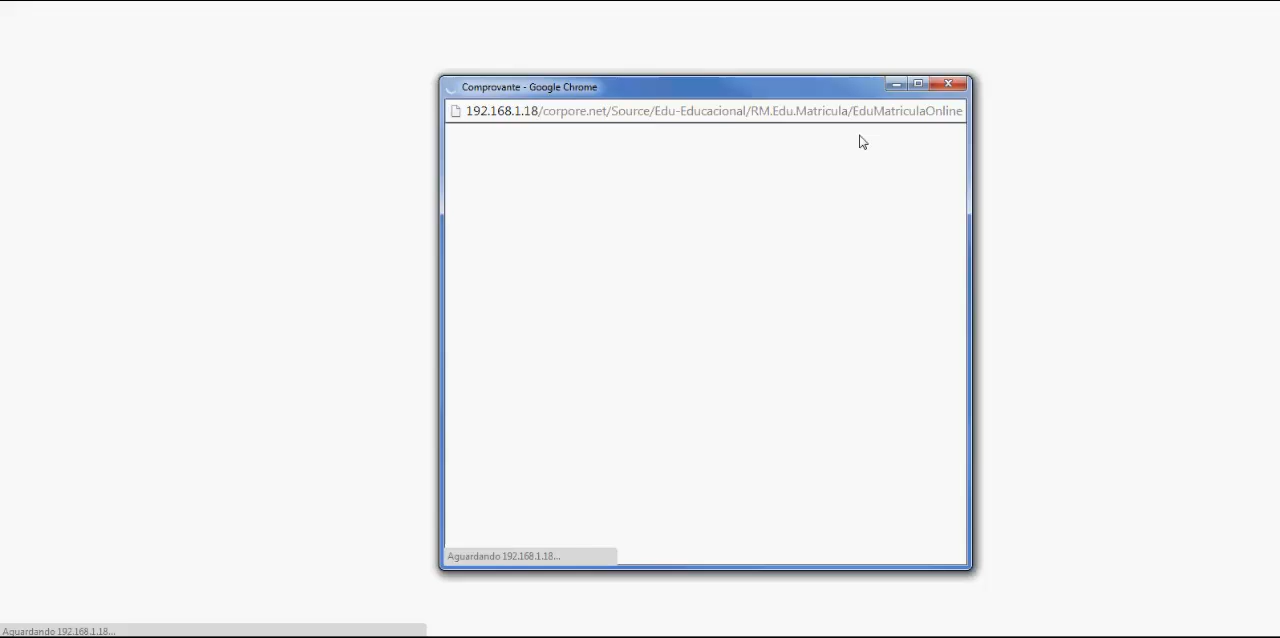 Comprovante - Google Chrome
192.168.1.18/corpore.net/Source/Edu-Educacional/RM.Edu.Matricula/EduMatriculaOnline
Aguardando 192.168.1.18...
Aguardando 192.168.1.18...